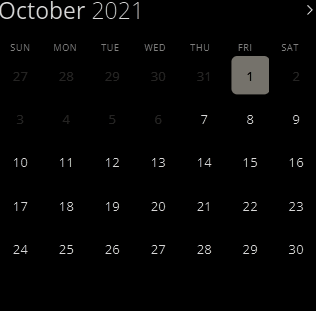 October 2021 >
SUN MON TUE WED THU FRI SAT
27 28 29 30 31 1 2
3 4 5 6 7 8 9
10 11 12 13 14 15 16
17 18 19 20 21 22 23
24 25 26 27 28 29 30